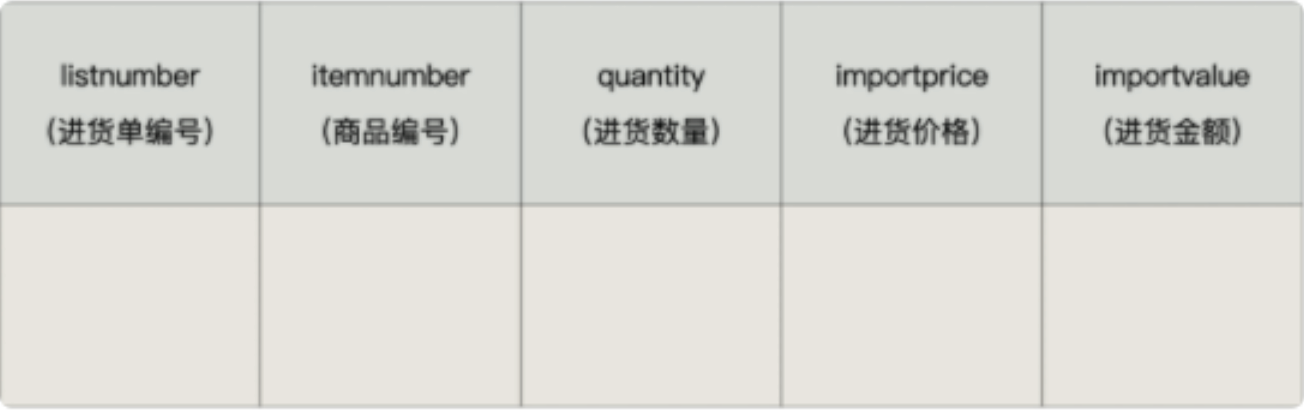 listnumber
（进货单编号）
itemnumber
（商品编号）
quantity
（进货数量）
importprice
（进货价格）
importvalue
（进货金额）